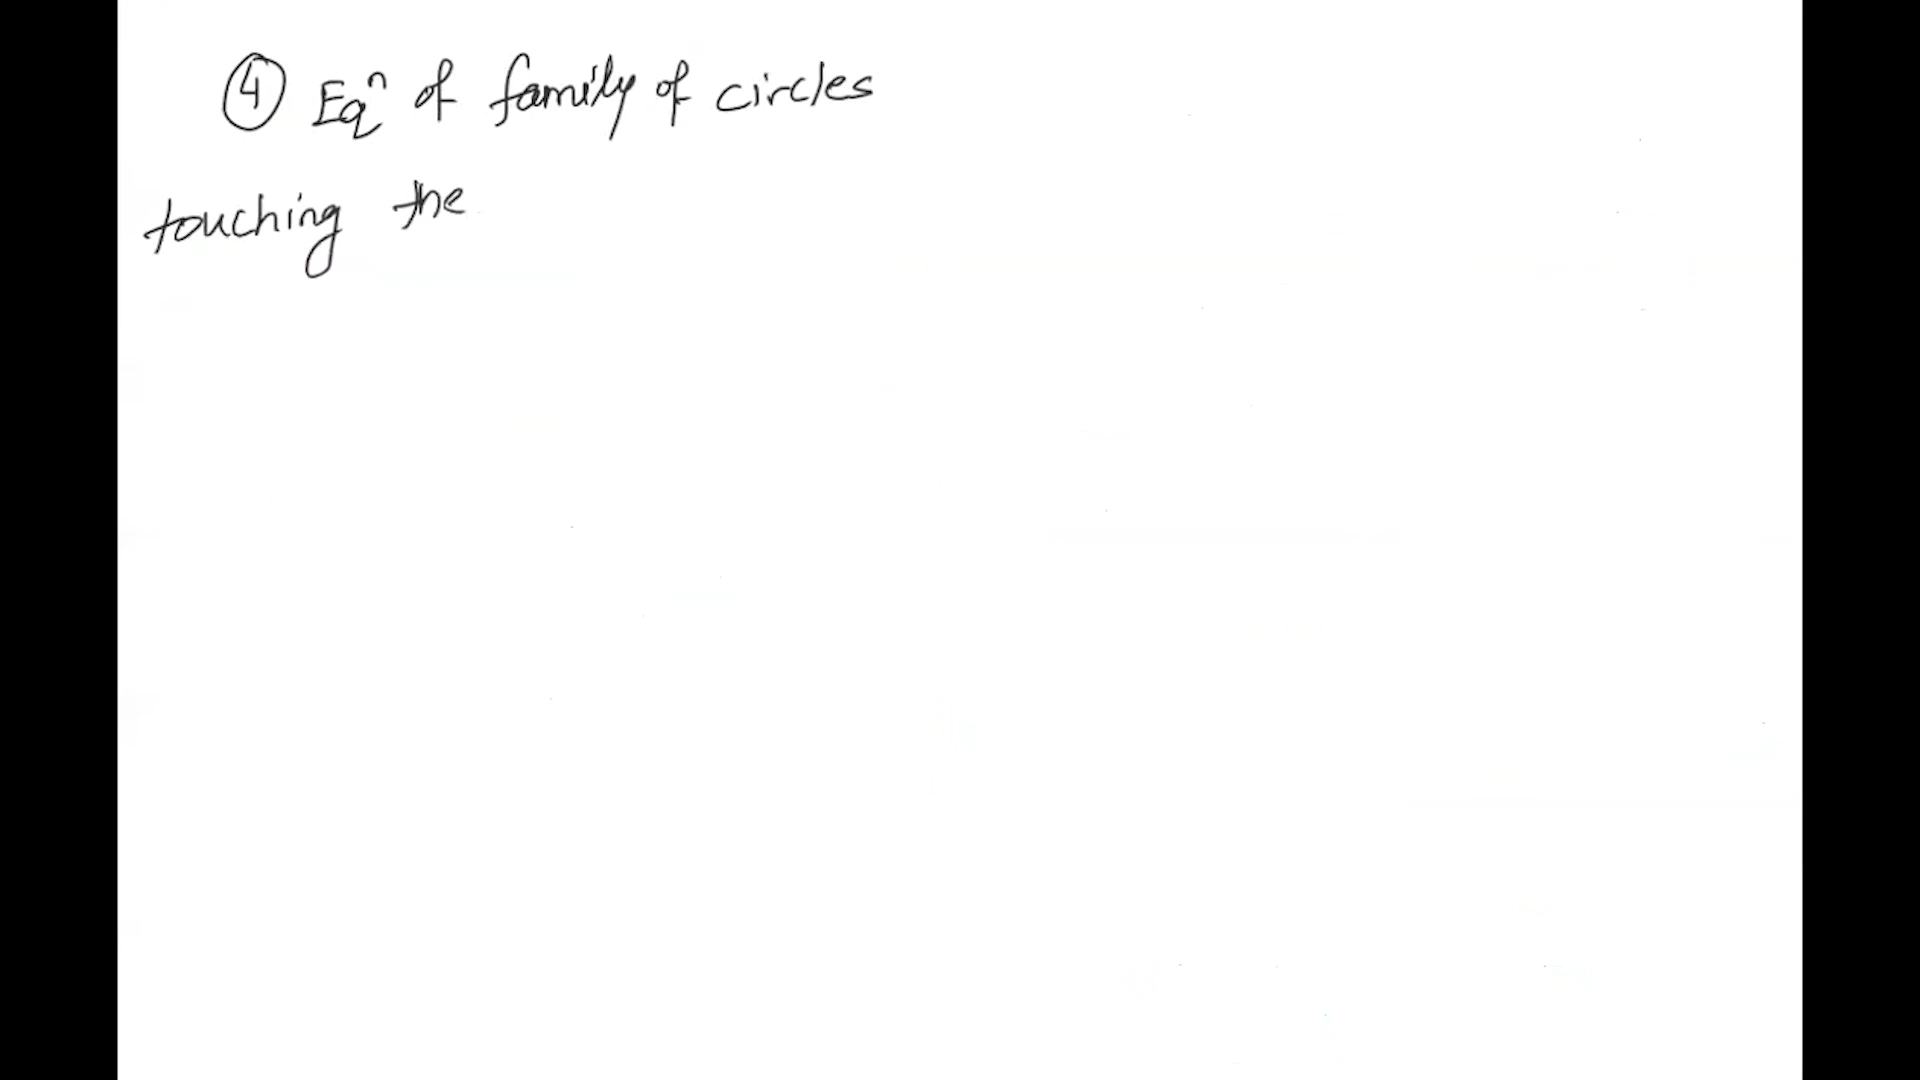 ④ Eqⁿ of family of circles
touching the